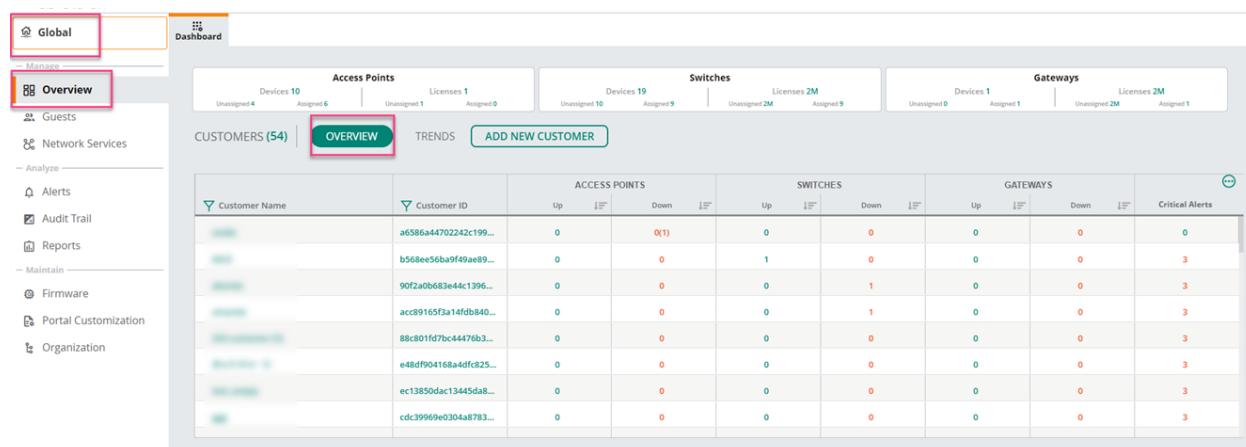 Global
Dashboard
Manage
Overview
Guests
Network Services
Analyze
Alerts
Audit Trail
Reports
Maintain
Firmware
Portal Customization
Organization
Access Points
Devices 10 Licenses 1
Unassigned 4 Assigned 6 Unassigned 1 Assigned 0
Switches
Devices 19 Licenses 2M
Unassigned 10 Assigned 9 Unassigned 2M Assigned 9
Gateways
Devices 1 Licenses 2M
Unassigned 0 Assigned 1 Unassigned 2M Assigned 1
CUSTOMERS (54) OVERVIEW TRENDS ADD NEW CUSTOMER
ACCESS POINTS SWITCHES GATEWAYS
Customer Name Customer ID Up Down Up Down Up Down Critical Alerts
a6586a44702242c199... 0 0(1) 0 0 0 0 0
b568ee56ba9f49ae89... 0 0 1 0 0 0 3
90f2a0b683e44c1396... 0 0 0 1 0 0 3
acc89165f3a14fdb840... 0 0 0 1 0 0 3
88c801fd7bc44476b3... 0 0 0 0 0 0 3
e48df904168a4dfc825... 0 0 0 0 0 0 3
ec13850dac13445da8... 0 0 0 0 0 0 3
cdc39969e0304a8783... 0 0 0 0 0 0 3